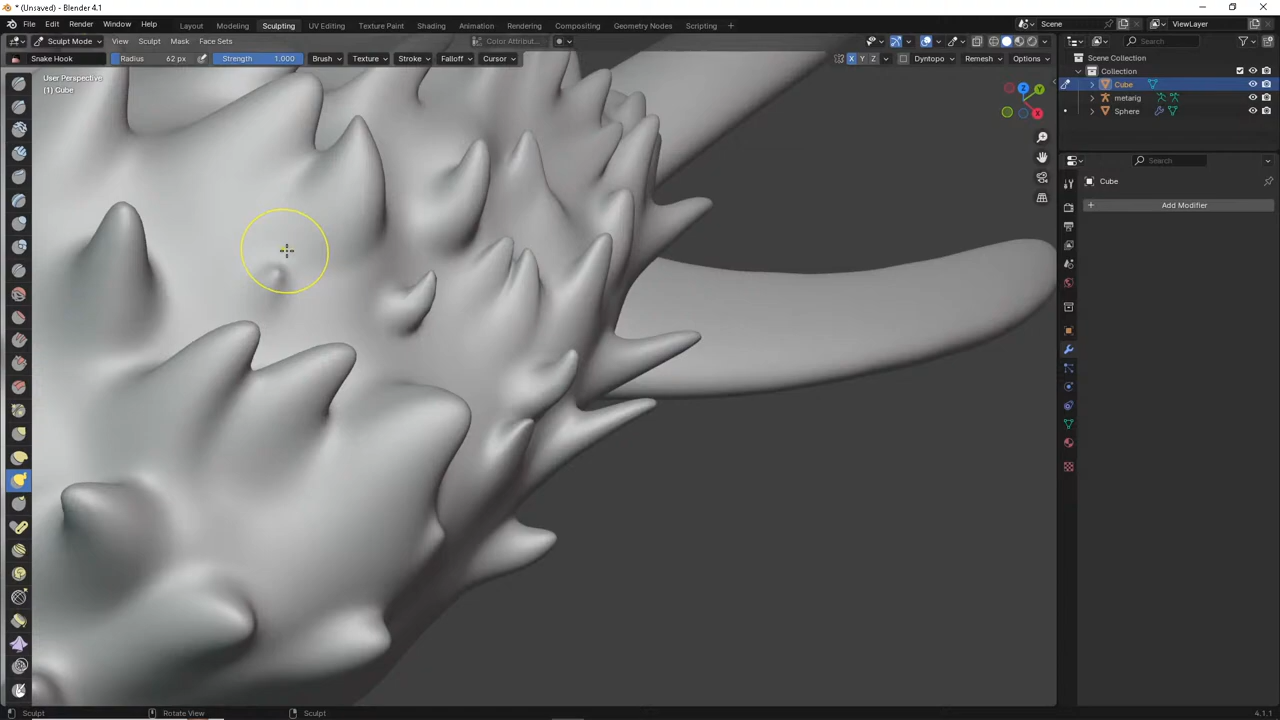 * (Unsaved) - Blender 4.1
File Edit Render Window Help Layout Modeling Sculpting UV Editing Texture Paint Shading Animation Rendering Compositing Geometry Nodes Scripting + Scene ViewLayer
Sculpt Mode View Sculpt Mask Face Sets Color Attribut... Search
Snake Hook Radius 62 px Strength 1.000 Brush Texture Stroke Falloff Cursor X Y Z Dyntopo Remesh Options
Scene Collection
Collection
Cube
metarig
Sphere
User Perspective
(1) Cube
Z Y X
Search
Cube
+ Add Modifier
Sculpt Rotate View Sculpt 4.1.1